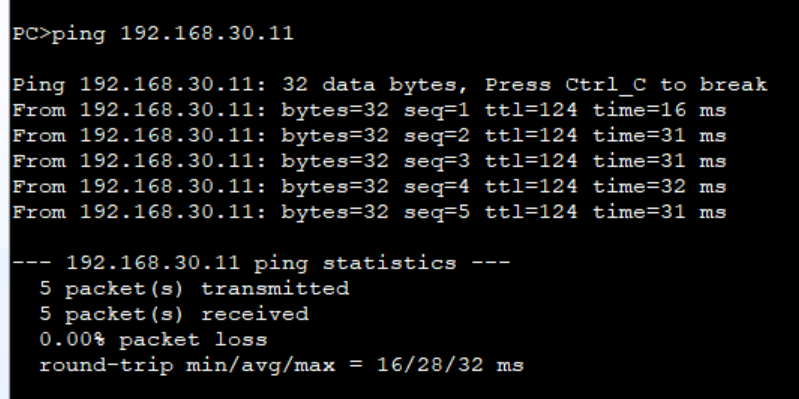 PC>ping 192.168.30.11
Ping 192.168.30.11: 32 data bytes, Press Ctrl_C to break
From 192.168.30.11: bytes=32 seq=1 ttl=124 time=16 ms
From 192.168.30.11: bytes=32 seq=2 ttl=124 time=31 ms
From 192.168.30.11: bytes=32 seq=3 ttl=124 time=31 ms
From 192.168.30.11: bytes=32 seq=4 ttl=124 time=32 ms
From 192.168.30.11: bytes=32 seq=5 ttl=124 time=31 ms
--- 192.168.30.11 ping statistics ---
5 packet(s) transmitted
5 packet(s) received
0.00% packet loss
round-trip min/avg/max = 16/28/32 ms